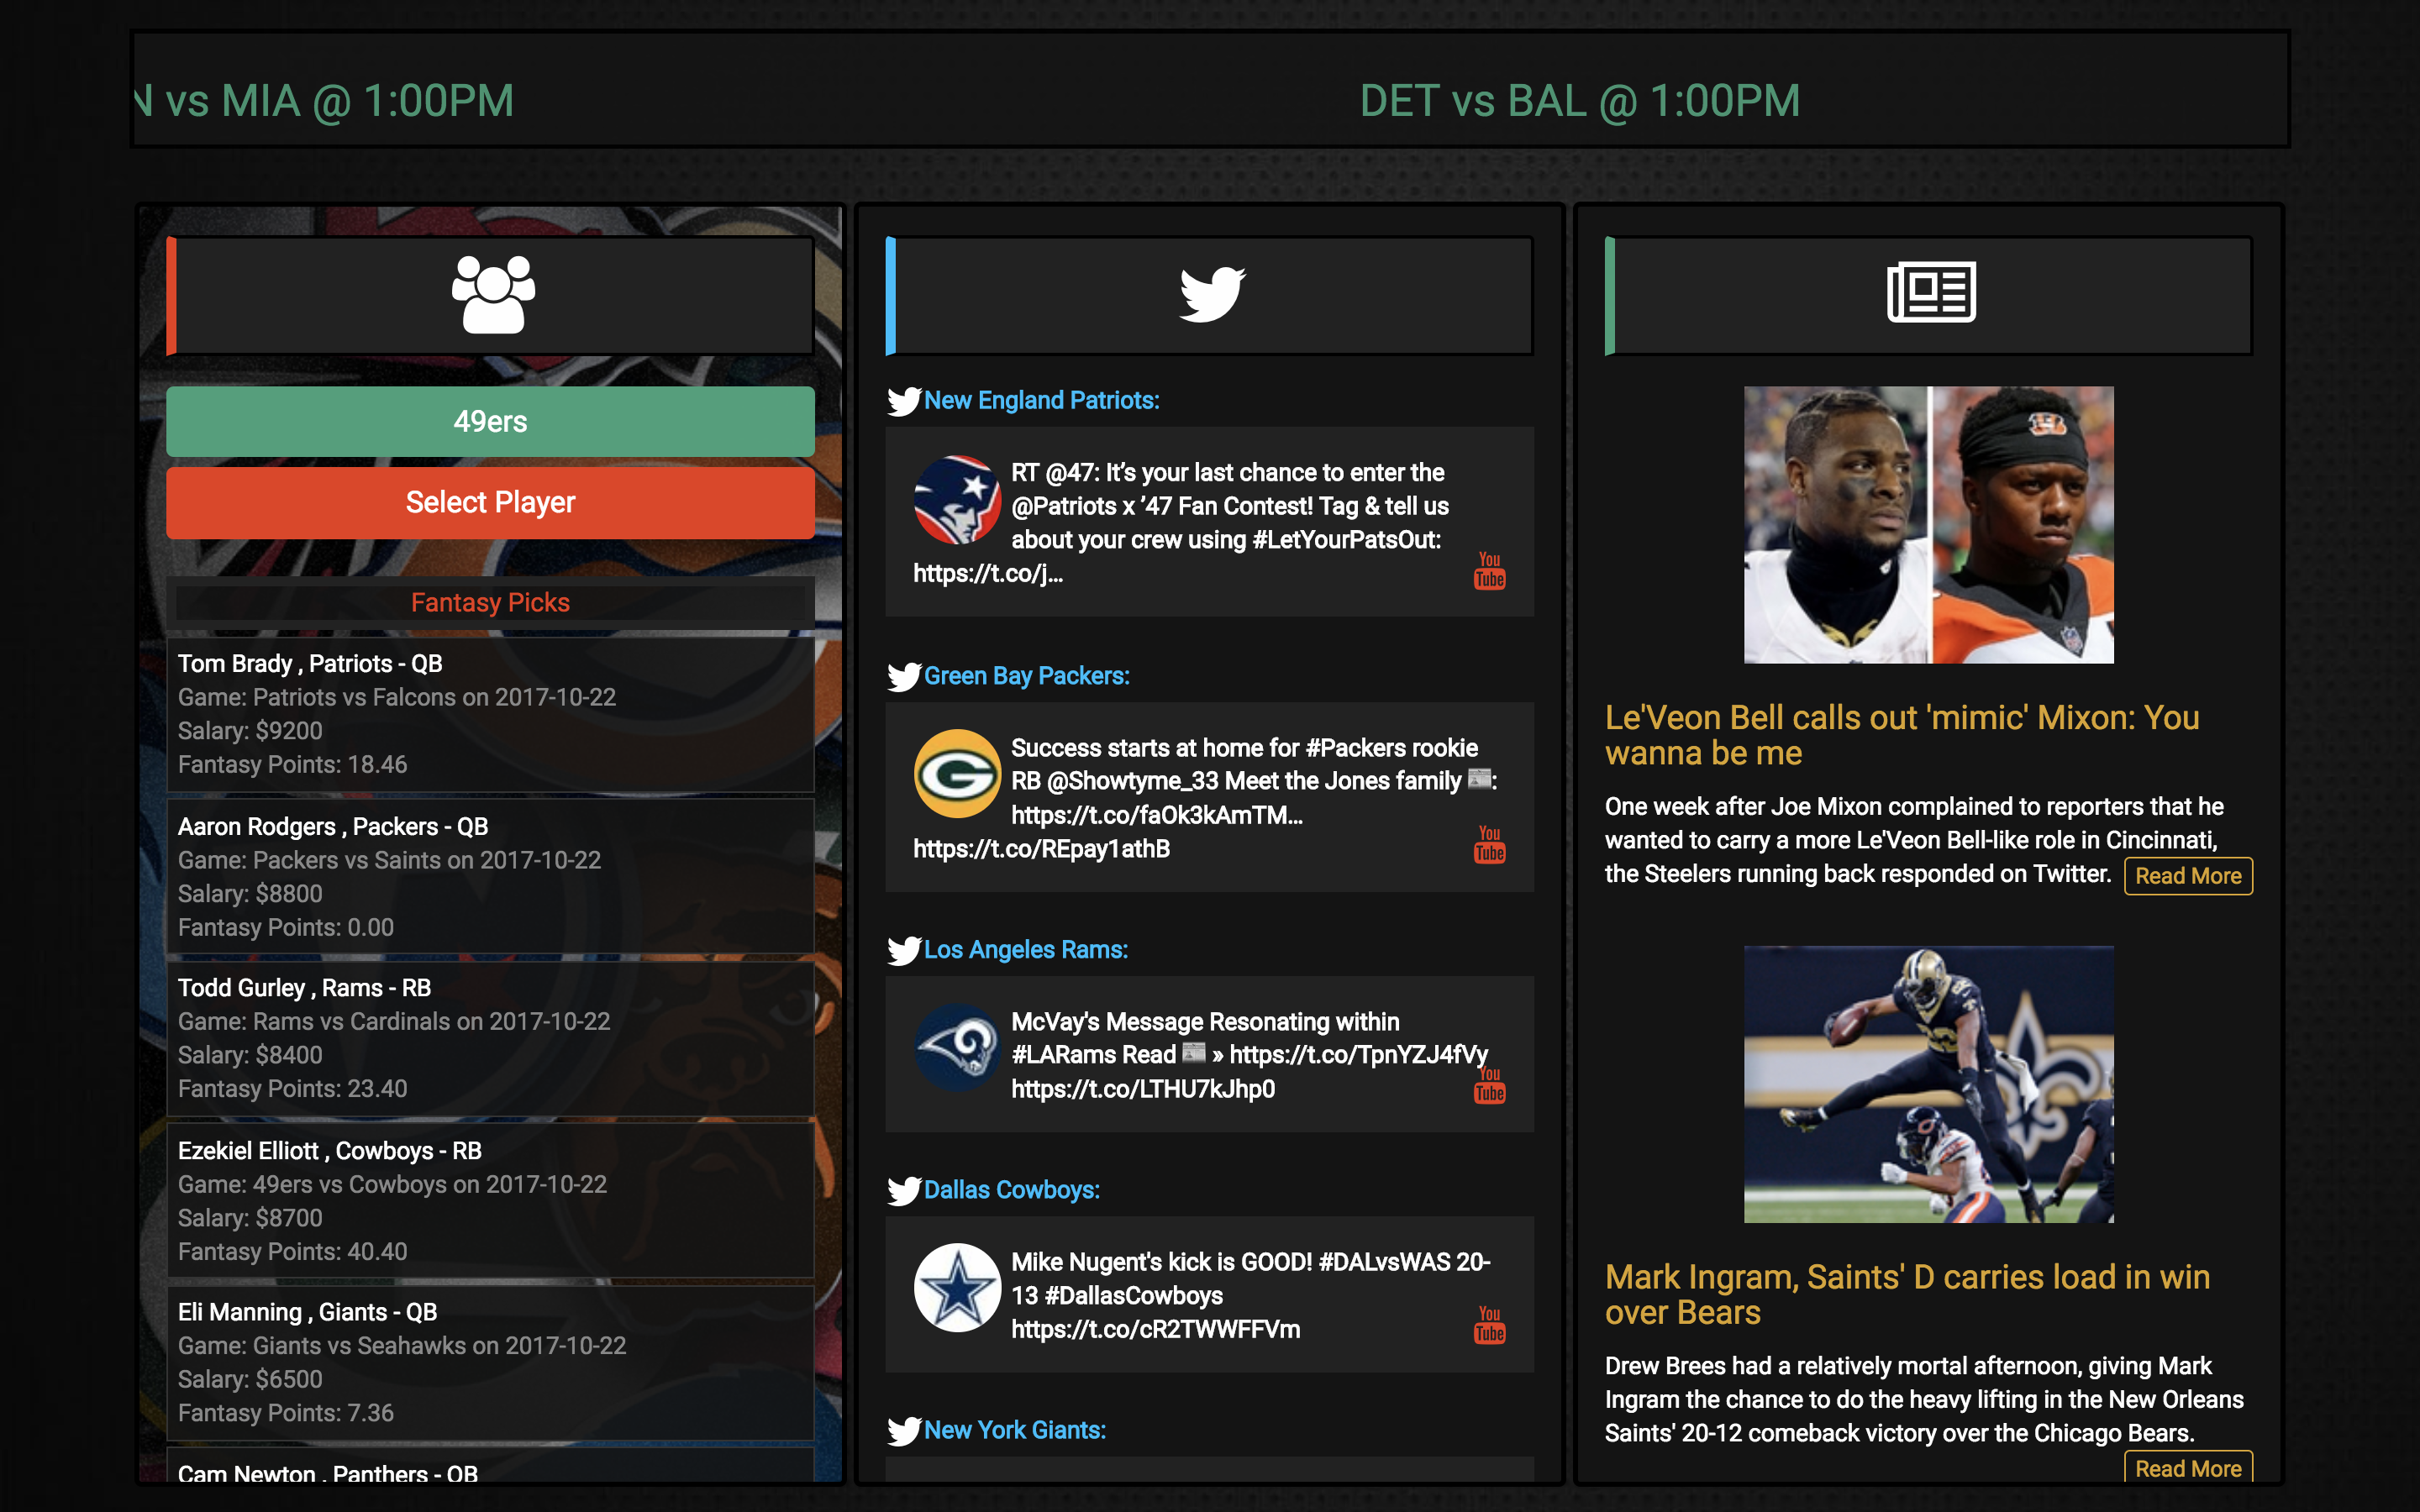 N vs MIA @ 1:00PM
DET vs BAL @ 1:00PM
49ers
Select Player
Fantasy Picks
Tom Brady , Patriots - QB
Game: Patriots vs Falcons on 2017-10-22
Salary: $9200
Fantasy Points: 18.46
Aaron Rodgers , Packers - QB
Game: Packers vs Saints on 2017-10-22
Salary: $8800
Fantasy Points: 0.00
Todd Gurley , Rams - RB
Game: Rams vs Cardinals on 2017-10-22
Salary: $8400
Fantasy Points: 23.40
Ezekiel Elliott , Cowboys - RB
Game: 49ers vs Cowboys on 2017-10-22
Salary: $8700
Fantasy Points: 40.40
Eli Manning , Giants - QB
Game: Giants vs Seahawks on 2017-10-22
Salary: $6500
Fantasy Points: 7.36
Cam Newton , Panthers - QB
New England Patriots:
RT @47: It’s your last chance to enter the
@Patriots x ’47 Fan Contest! Tag & tell us
about your crew using #LetYourPatsOut:
https://t.co/j…
You
Tube
Green Bay Packers:
G
Success starts at home for #Packers rookie
RB @Showtyme_33 Meet the Jones family 📰:
https://t.co/faOk3kAmTM…
https://t.co/REpay1athB
You
Tube
Los Angeles Rams:
McVay's Message Resonating within
#LARams Read 📰 » https://t.co/TpnYZJ4fVy
https://t.co/LTHU7kJhp0
You
Tube
Dallas Cowboys:
Mike Nugent's kick is GOOD! #DALvsWAS 20-
13 #DallasCowboys
https://t.co/cR2TWWFFVm
You
Tube
New York Giants:
Le'Veon Bell calls out 'mimic' Mixon: You
wanna be me
One week after Joe Mixon complained to reporters that he
wanted to carry a more Le'Veon Bell-like role in Cincinnati,
the Steelers running back responded on Twitter.
Read More
Mark Ingram, Saints' D carries load in win
over Bears
Drew Brees had a relatively mortal afternoon, giving Mark
Ingram the chance to do the heavy lifting in the New Orleans
Saints' 20-12 comeback victory over the Chicago Bears.
Read More